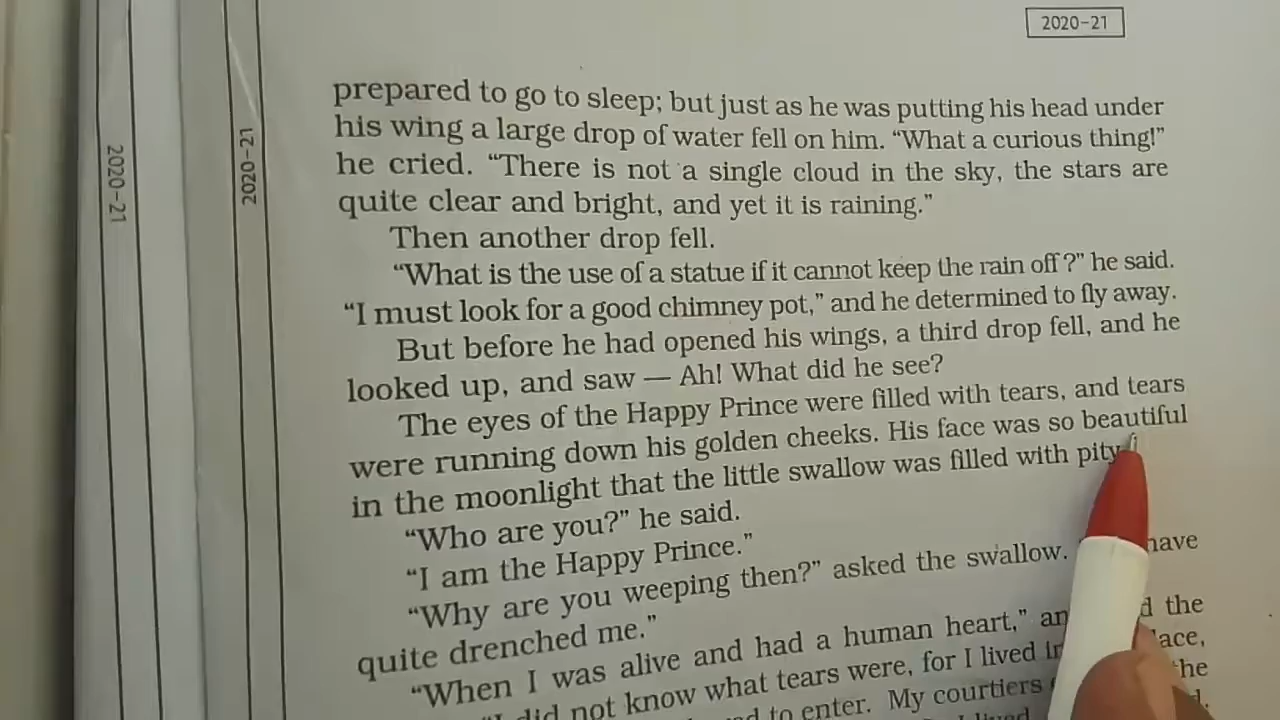 2020-21
2020-21
2020-21
prepared to go to sleep; but just as he was putting his head under
his wing a large drop of water fell on him. “What a curious thing!”
he cried. “There is not a single cloud in the sky, the stars are
quite clear and bright, and yet it is raining.”
Then another drop fell.
“What is the use of a statue if it cannot keep the rain off?” he said.
“I must look for a good chimney pot,” and he determined to fly away.
But before he had opened his wings, a third drop fell, and he
looked up, and saw — Ah! What did he see?
The eyes of the Happy Prince were filled with tears, and tears
were running down his golden cheeks. His face was so beautiful
in the moonlight that the little swallow was filled with pity
“Who are you?” he said.
“I am the Happy Prince.”
“Why are you weeping then?” asked the swallow. have
quite drenched me.”
“When I was alive and had a human heart,” the
“I did not know what tears were, for I lived
to enter. My courtiers